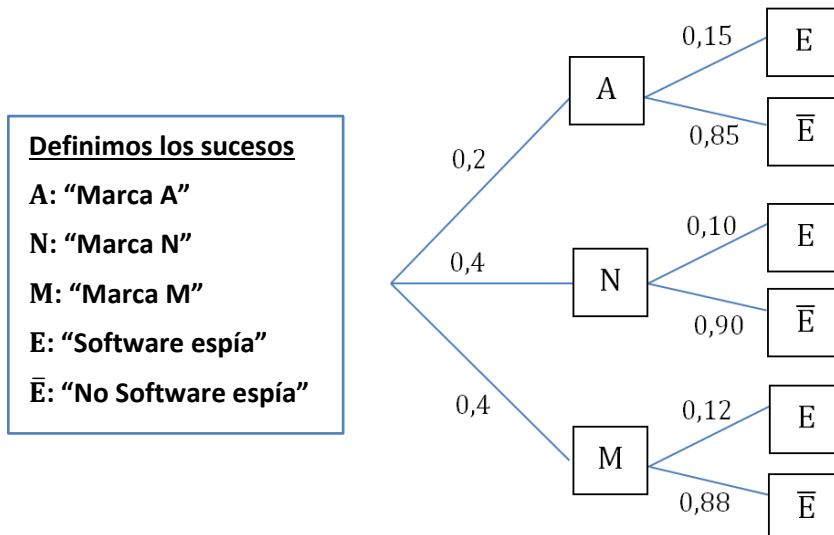 Definimos los sucesos
A: “Marca A”
N: “Marca N”
M: “Marca M”
E: “Software espía”
E̅: “No Software espía”
0,2
0,4
0,4
A
0,15
E
0,85
E̅
N
0,10
E
0,90
E̅
M
0,12
E
0,88
E̅